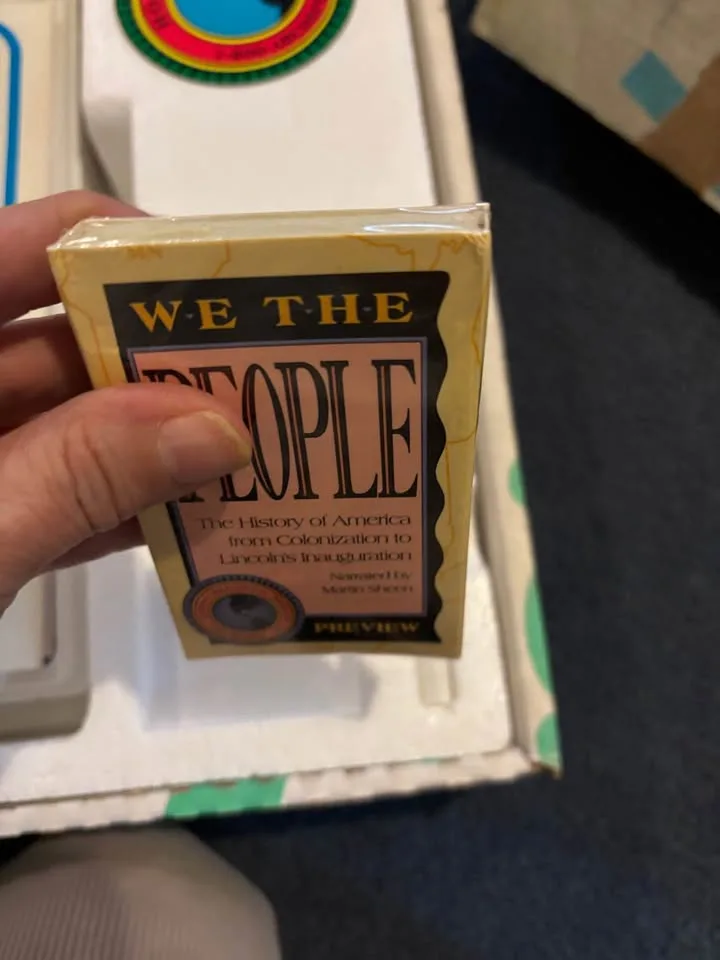 W·E T·H·E
PEOPLE
The History of America
from Colonization to
Lincoln's Inauguration
Narrated by
Martin Sheen
PREVIEW